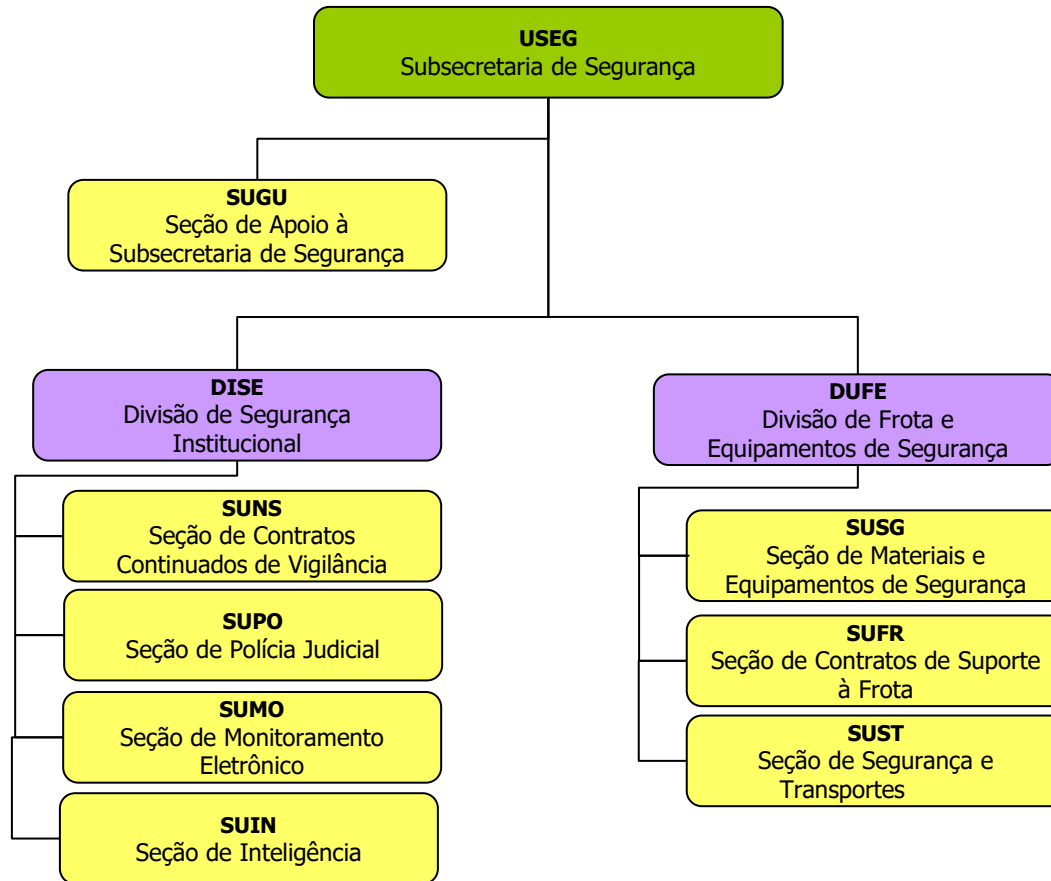 USEG
Subsecretaria de Segurança
SUGU
Seção de Apoio à
Subsecretaria de Segurança
DISE
Divisão de Segurança
Institucional
SUNS
Seção de Contratos
Continuados de Vigilância
SUPO
Seção de Polícia Judicial
SUMO
Seção de Monitoramento
Eletrônico
SUIN
Seção de Inteligência
DUFE
Divisão de Frota e
Equipamentos de Segurança
SUSG
Seção de Materiais e
Equipamentos de Segurança
SUFR
Seção de Contratos de Suporte
à Frota
SUST
Seção de Segurança e
Transportes